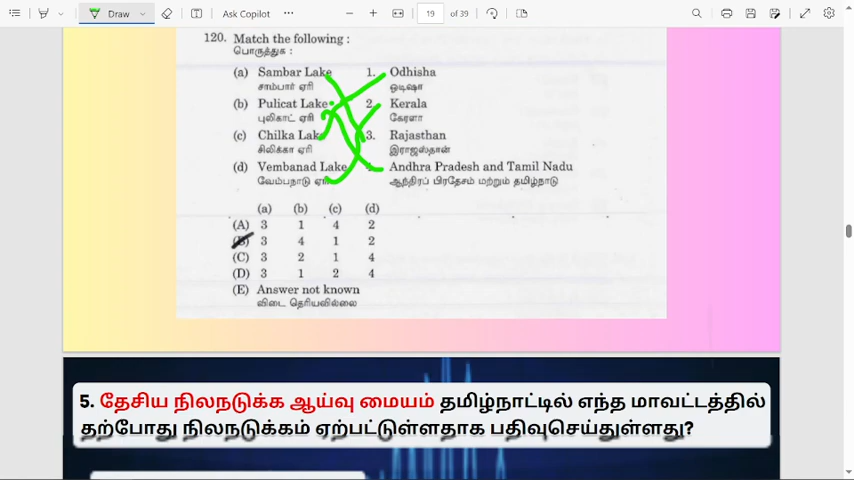 Draw
Ask Copilot
19 of 39
120. Match the following :
பொருத்துக :
(a) Sambar Lake 1. Odhisha
சாம்பார் ஏரி ஒடிஷா
(b) Pulicat Lake 2. Kerala
புலிகாட் ஏரி கேரளா
(c) Chilka Lake 3. Rajasthan
சிலிக்கா ஏரி இராஜஸ்தான்
(d) Vembanad Lake Andhra Pradesh and Tamil Nadu
வேம்பநாடு ஏரி ஆந்திரப் பிரதேசம் மற்றும் தமிழ்நாடு
(a) (b) (c) (d)
(A) 3 1 4 2
(B) 3 4 1 2
(C) 3 2 1 4
(D) 3 1 2 4
(E) Answer not known
விடை தெரியவில்லை
5. தேசிய நிலநடுக்க ஆய்வு மையம் தமிழ்நாட்டில் எந்த மாவட்டத்தில்
தற்போது நிலநடுக்கம் ஏற்பட்டுள்ளதாக பதிவுசெய்துள்ளது?